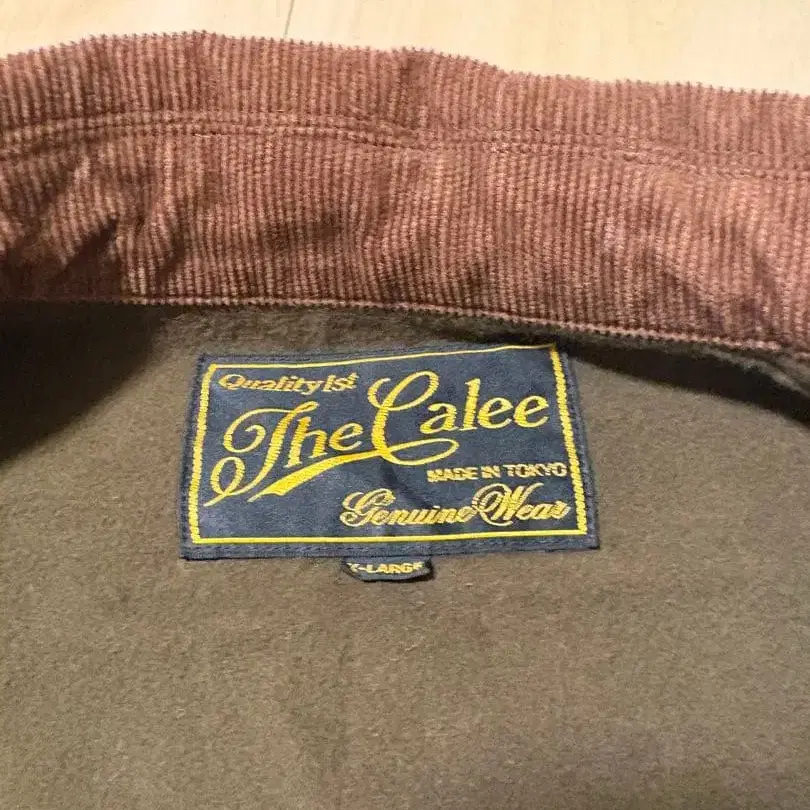 Quality 1st
The Calee
MADE IN TOKYO
Genuine Wear
X-LARGE